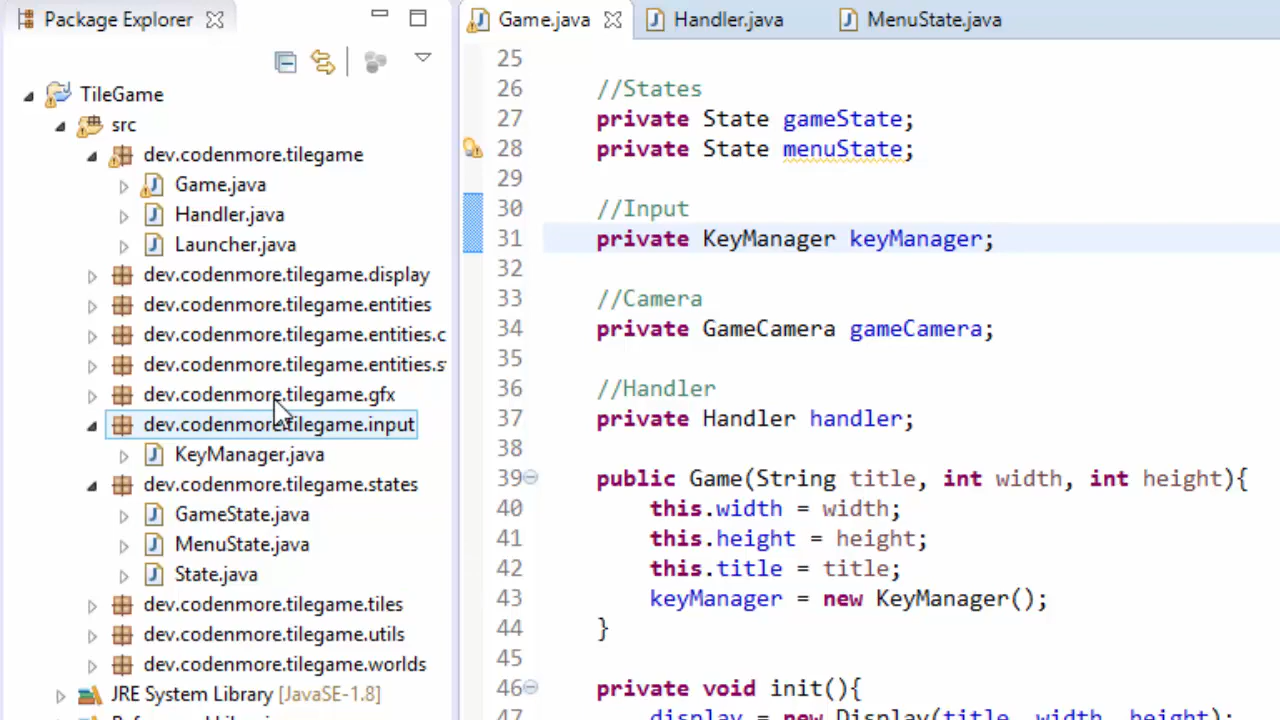 Package Explorer
TileGame
src
dev.codenmore.tilegame
Game.java
Handler.java
Launcher.java
dev.codenmore.tilegame.display
dev.codenmore.tilegame.entities
dev.codenmore.tilegame.entities.c
dev.codenmore.tilegame.entities.s
dev.codenmore.tilegame.gfx
dev.codenmore.tilegame.input
KeyManager.java
dev.codenmore.tilegame.states
GameState.java
MenuState.java
State.java
dev.codenmore.tilegame.tiles
dev.codenmore.tilegame.utils
dev.codenmore.tilegame.worlds
JRE System Library [JavaSE-1.8]
Game.java Handler.java MenuState.java
25
26 //States
27 private State gameState;
28 private State menuState;
29
30 //Input
31 private KeyManager keyManager;
32
33 //Camera
34 private GameCamera gameCamera;
35
36 //Handler
37 private Handler handler;
38
39 public Game(String title, int width, int height){
40 this.width = width;
41 this.height = height;
42 this.title = title;
43 keyManager = new KeyManager();
44 }
45
46 private void init(){
47 display = new Display(title, width, height);